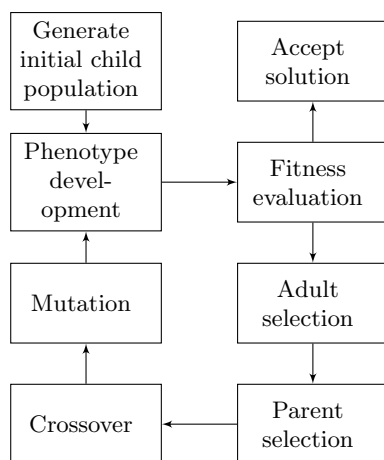 Generate
initial child
population
Accept
solution
Phenotype
devel-
opment
Fitness
evaluation
Mutation
Adult
selection
Crossover
Parent
selection